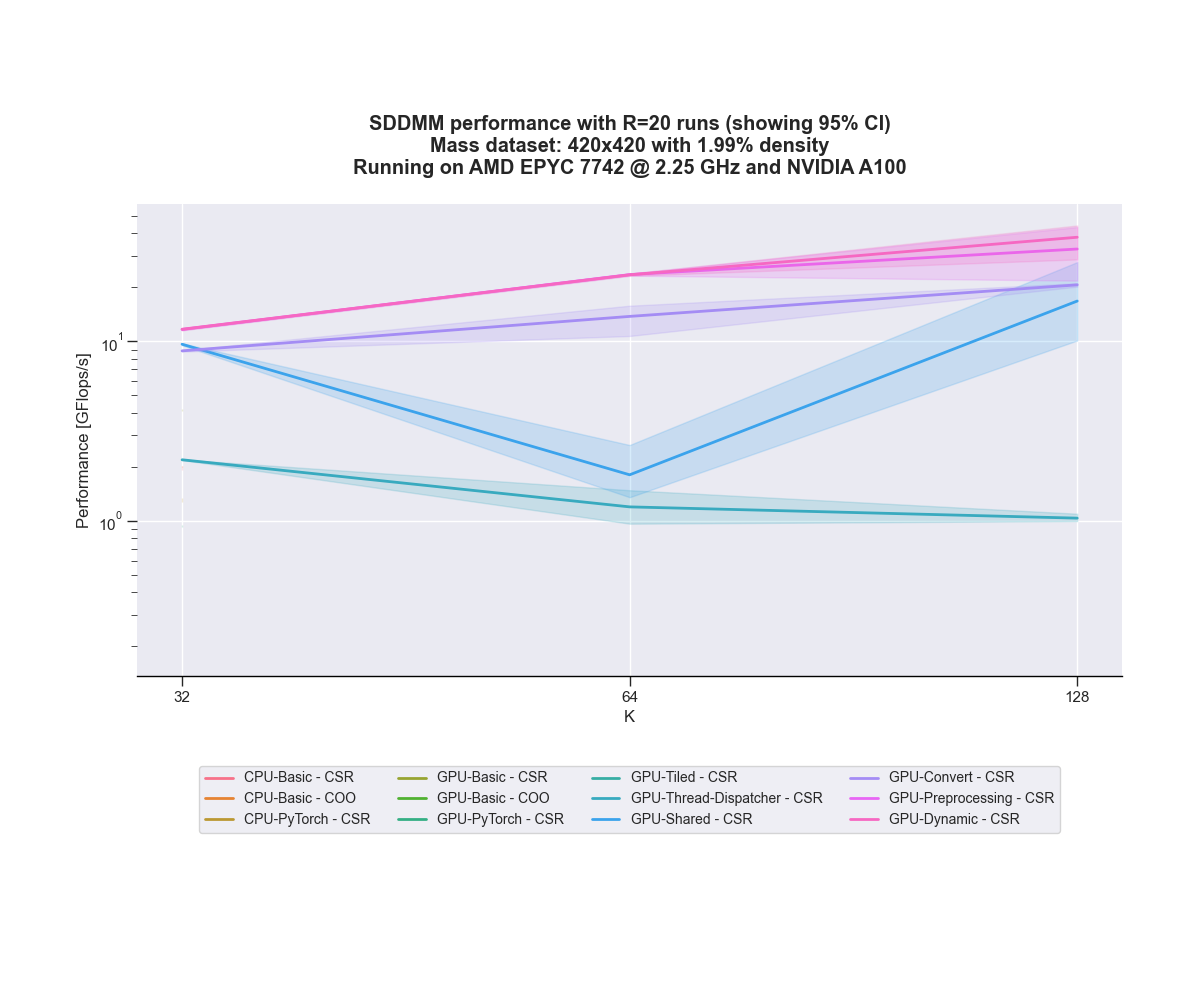 SDDMM performance with R=20 runs (showing 95% CI)
Mass dataset: 420x420 with 1.99% density
Running on AMD EPYC 7742 @ 2.25 GHz and NVIDIA A100
Performance [GFlops/s]
10^1
10^0
32 64 128
K
CPU-Basic - CSR GPU-Basic - CSR GPU-Tiled - CSR GPU-Convert - CSR
CPU-Basic - COO GPU-Basic - COO GPU-Thread-Dispatcher - CSR GPU-Preprocessing - CSR
CPU-PyTorch - CSR GPU-PyTorch - CSR GPU-Shared - CSR GPU-Dynamic - CSR